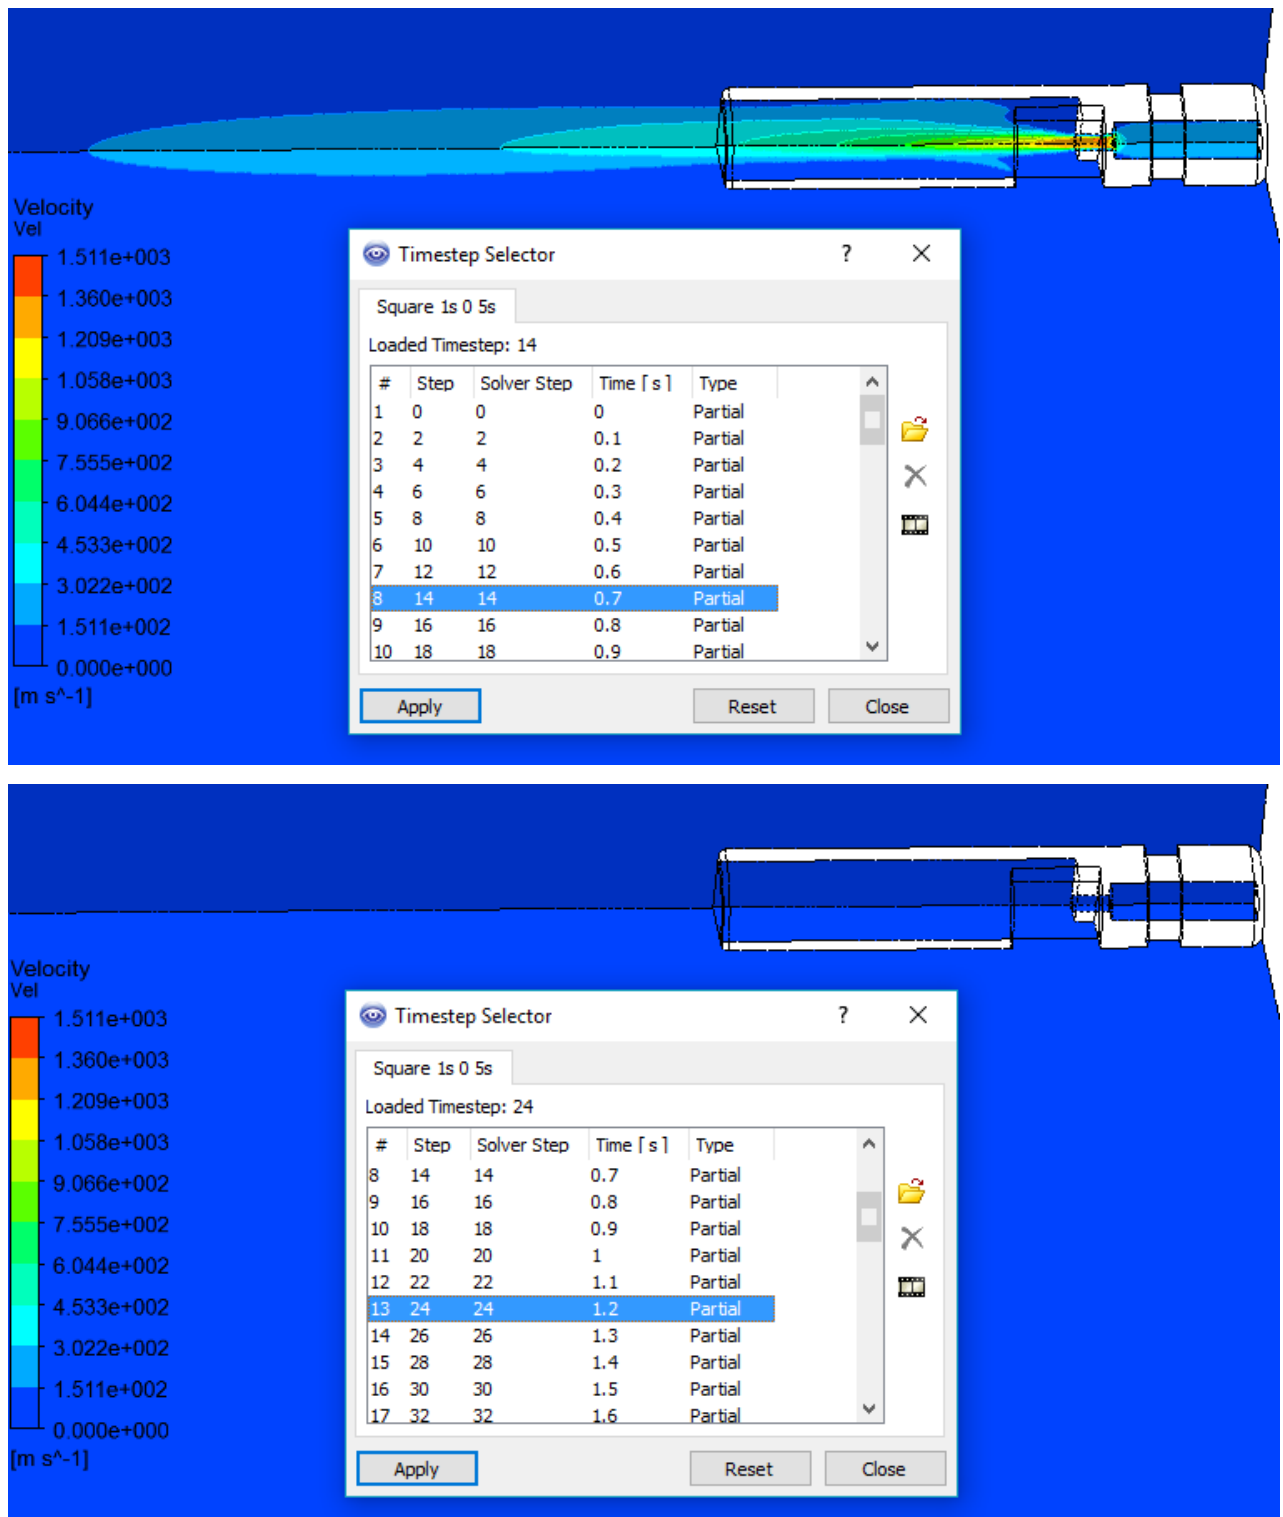 Velocity
Vel
1.511e+003
1.360e+003
1.209e+003
1.058e+003
9.066e+002
7.555e+002
6.044e+002
4.533e+002
3.022e+002
1.511e+002
0.000e+000
[m s^-1]
Timestep Selector ?
Square 1s 0 5s
Loaded Timestep: 14
# Step Solver Step Time [s] Type
1 0 0 0 Partial
2 2 2 0.1 Partial
3 4 4 0.2 Partial
4 6 6 0.3 Partial
5 8 8 0.4 Partial
6 10 10 0.5 Partial
7 12 12 0.6 Partial
8 14 14 0.7 Partial
9 16 16 0.8 Partial
10 18 18 0.9 Partial
Apply Reset Close
Velocity
Vel
1.511e+003
1.360e+003
1.209e+003
1.058e+003
9.066e+002
7.555e+002
6.044e+002
4.533e+002
3.022e+002
1.511e+002
0.000e+000
[m s^-1]
Timestep Selector ?
Square 1s 0 5s
Loaded Timestep: 24
# Step Solver Step Time [s] Type
8 14 14 0.7 Partial
9 16 16 0.8 Partial
10 18 18 0.9 Partial
11 20 20 1 Partial
12 22 22 1.1 Partial
13 24 24 1.2 Partial
14 26 26 1.3 Partial
15 28 28 1.4 Partial
16 30 30 1.5 Partial
17 32 32 1.6 Partial
Apply Reset Close